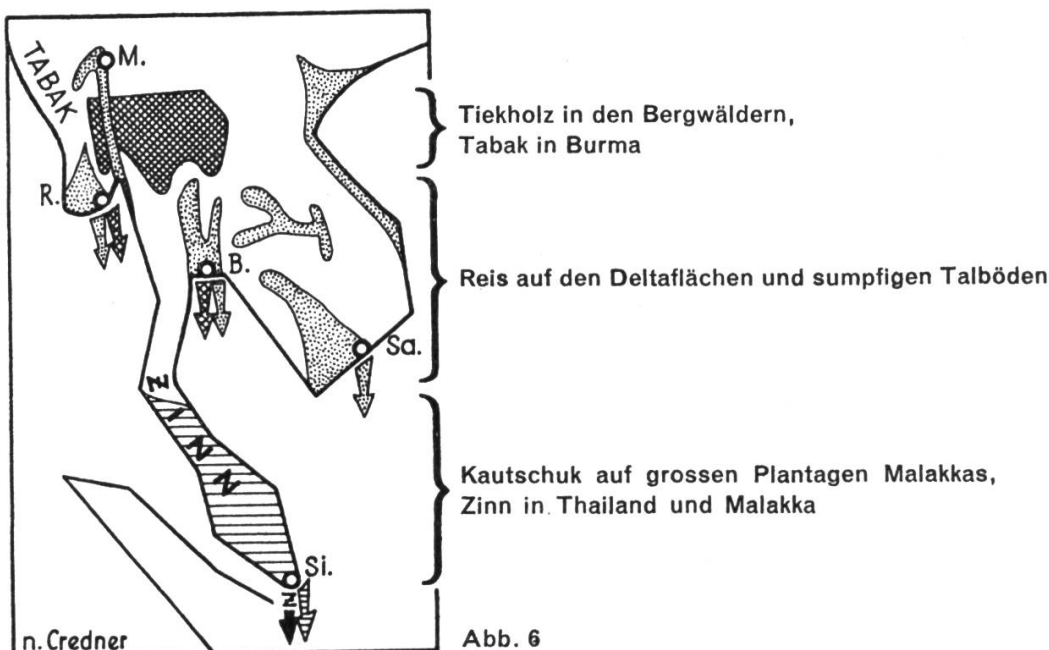 TABAK
M.
R.
B.
Sa.
ZINN
Si.
Z
n. Credner
Tiekholz in den Bergwäldern,
Tabak in Burma
Reis auf den Deltaflächen und sumpfigen Talböden
Kautschuk auf grossen Plantagen Malakkas,
Zinn in Thailand und Malakka
Abb. 6